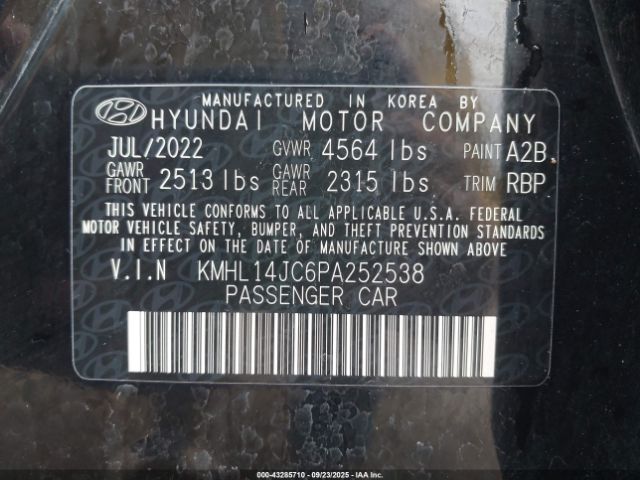 MANUFACTURED IN KOREA BY
HYUNDAI MOTOR COMPANY
JUL/2022 GVWR 4564 lbs PAINT A2B
GAWR FRONT 2513 lbs GAWR REAR 2315 lbs TRIM RBP
THIS VEHICLE CONFORMS TO ALL APPLICABLE U.S.A. FEDERAL
MOTOR VEHICLE SAFETY, BUMPER, AND THEFT PREVENTION STANDARDS
IN EFFECT ON THE DATE OF MANUFACTURE SHOWN ABOVE.
V.I.N KMHL14JC6PA252538
PASSENGER CAR
000-43285710 - 09/23/2025 - IAA Inc.